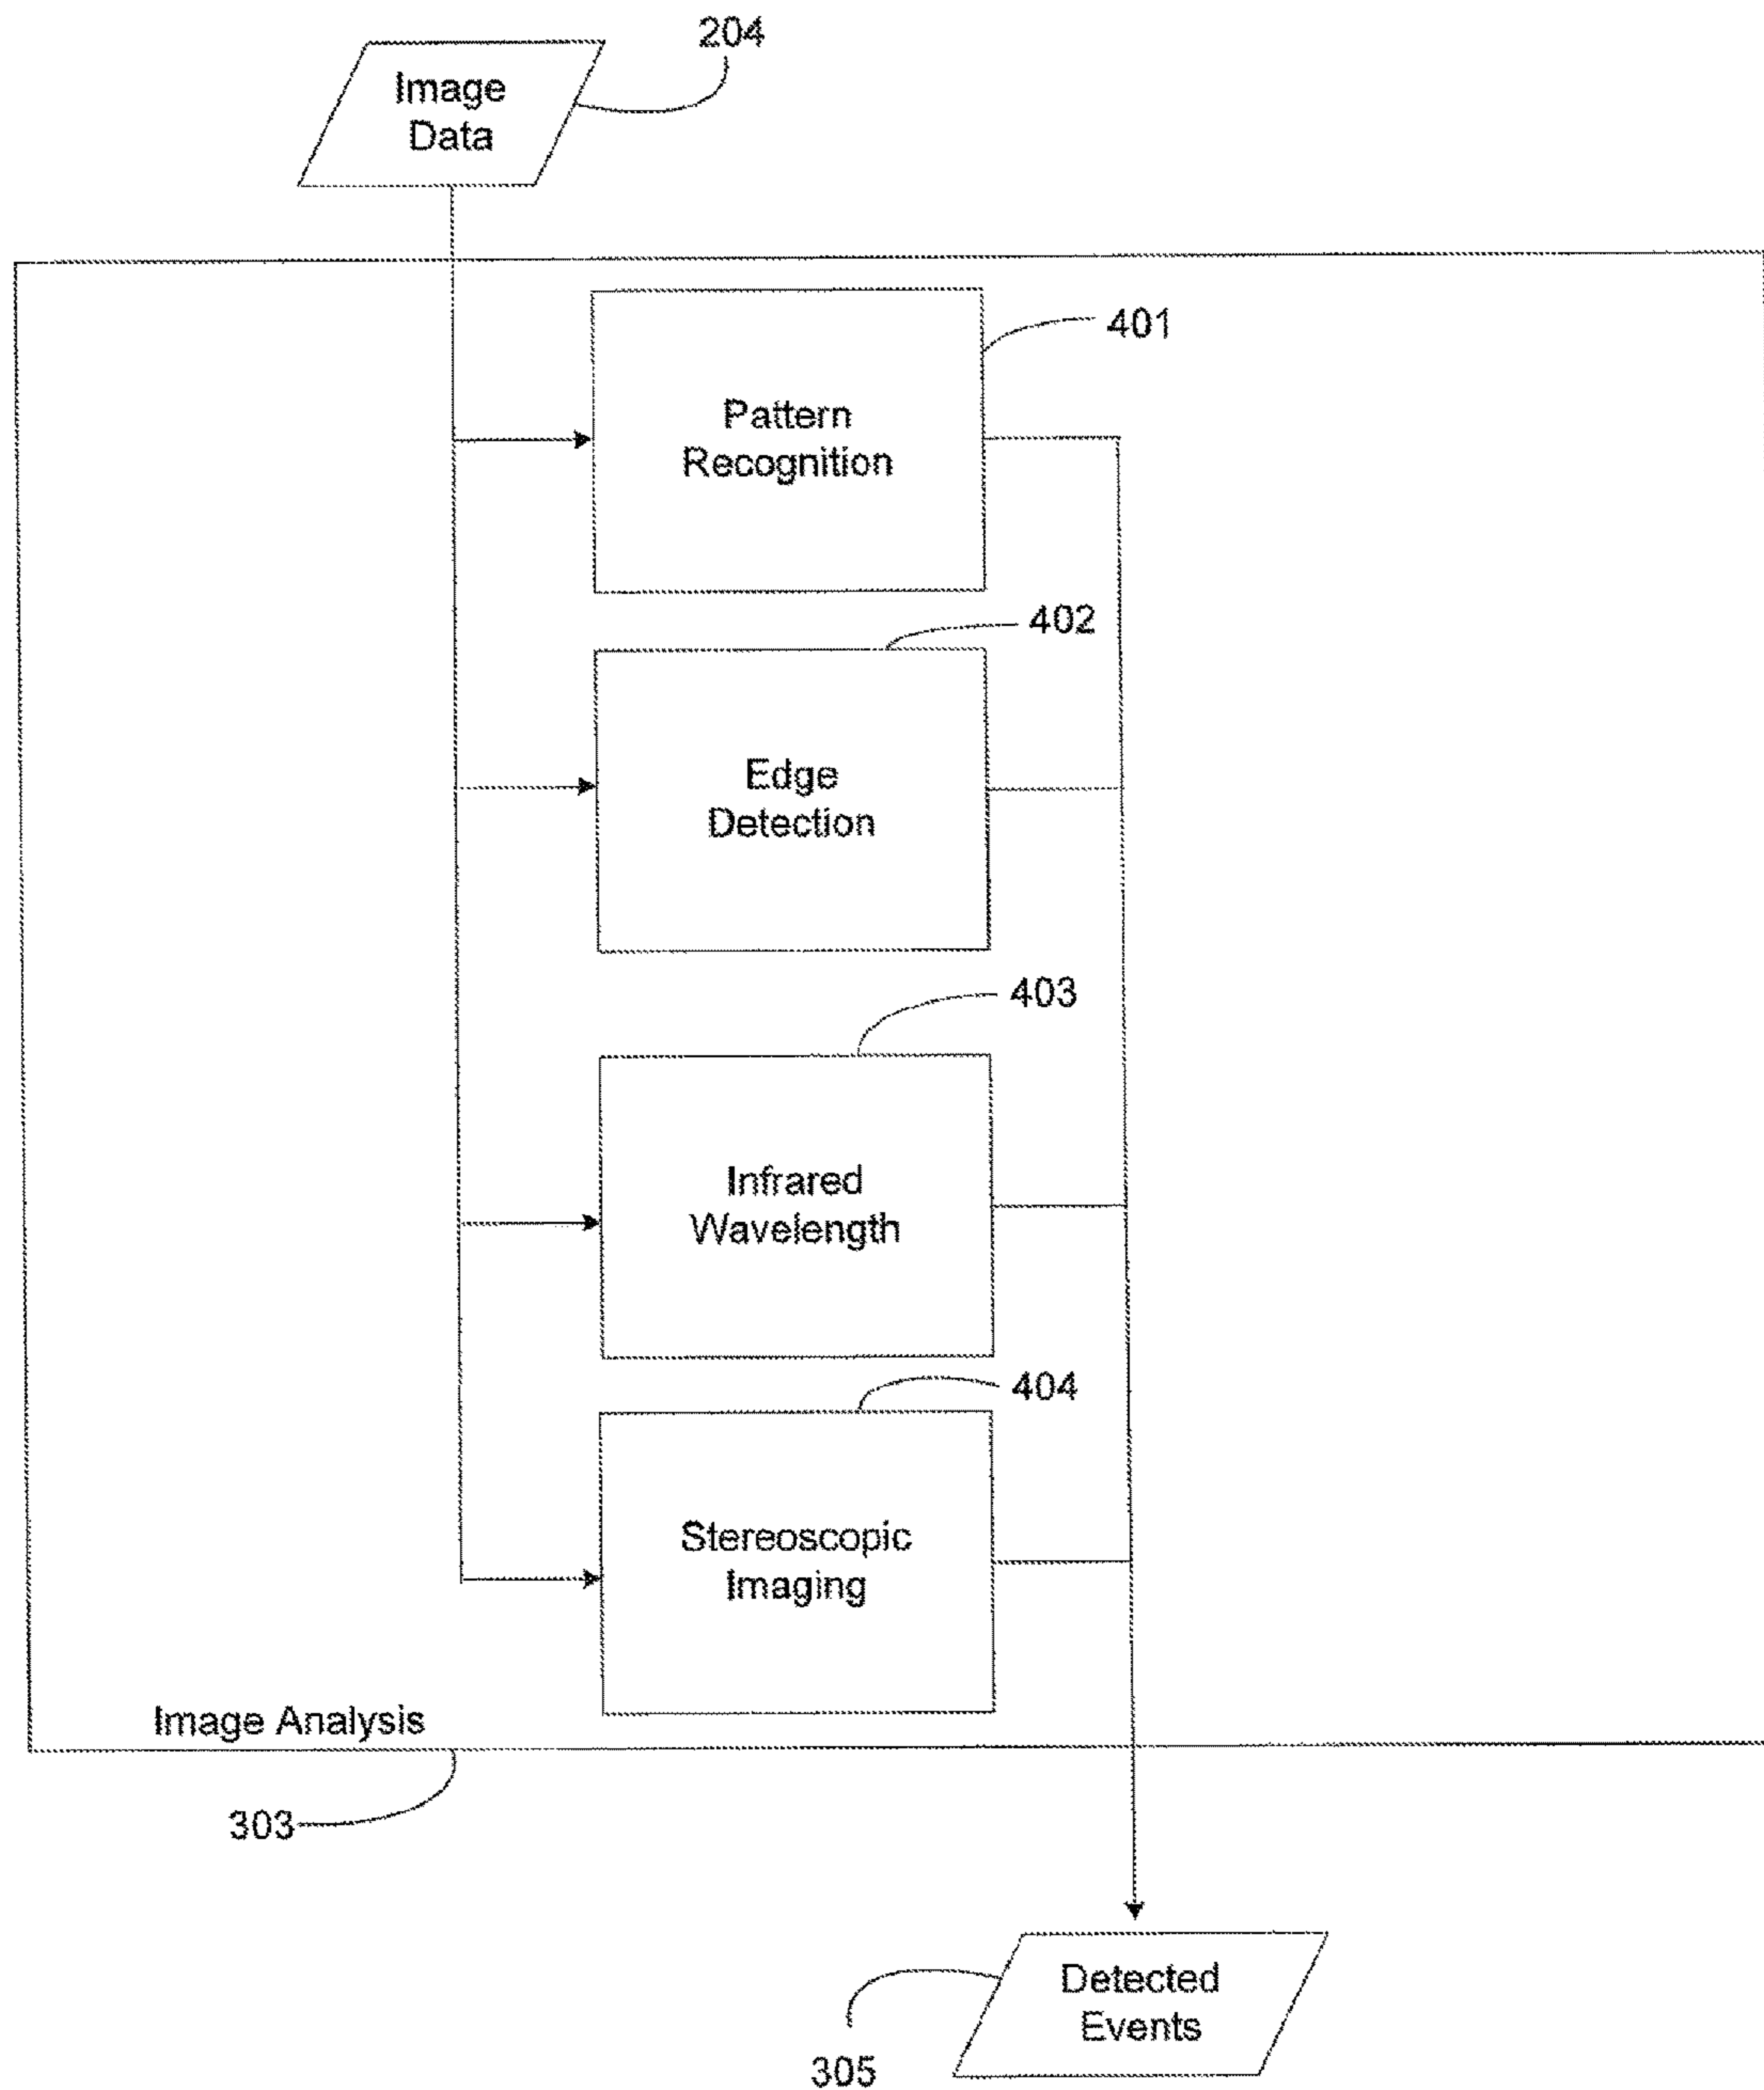 204
Image
Data
401
Pattern
Recognition
402
Edge
Detection
403
Infrared
Wavelength
404
Stereoscopic
Imaging
Image Analysis
303
Detected
Events
305